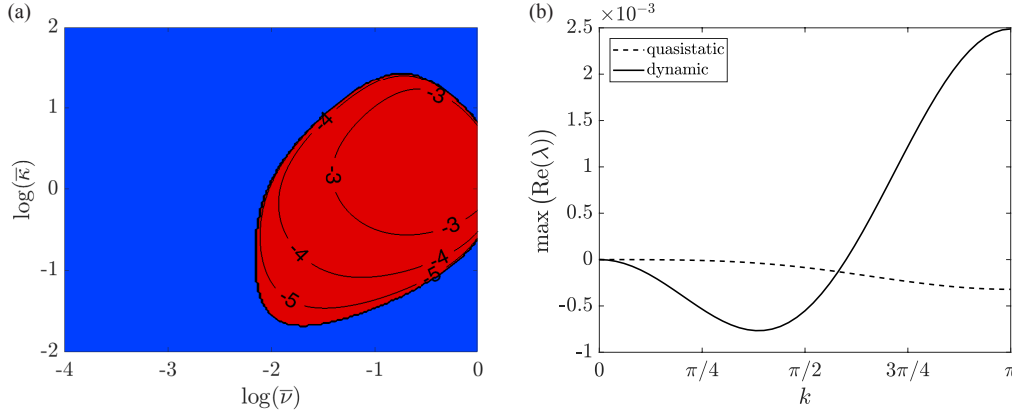 (a)
2
1
0
-1
-2
log(κ̅)
-4
-3
-2
-1
0
log(ν̅)
-3
-4
-3
-3
-4
-4
-5
-5
(b)
×10⁻³
2.5
2
1.5
1
0.5
0
-0.5
-1
max (Re(λ))
quasistatic
dynamic
0
π/4
π/2
3π/4
π
k